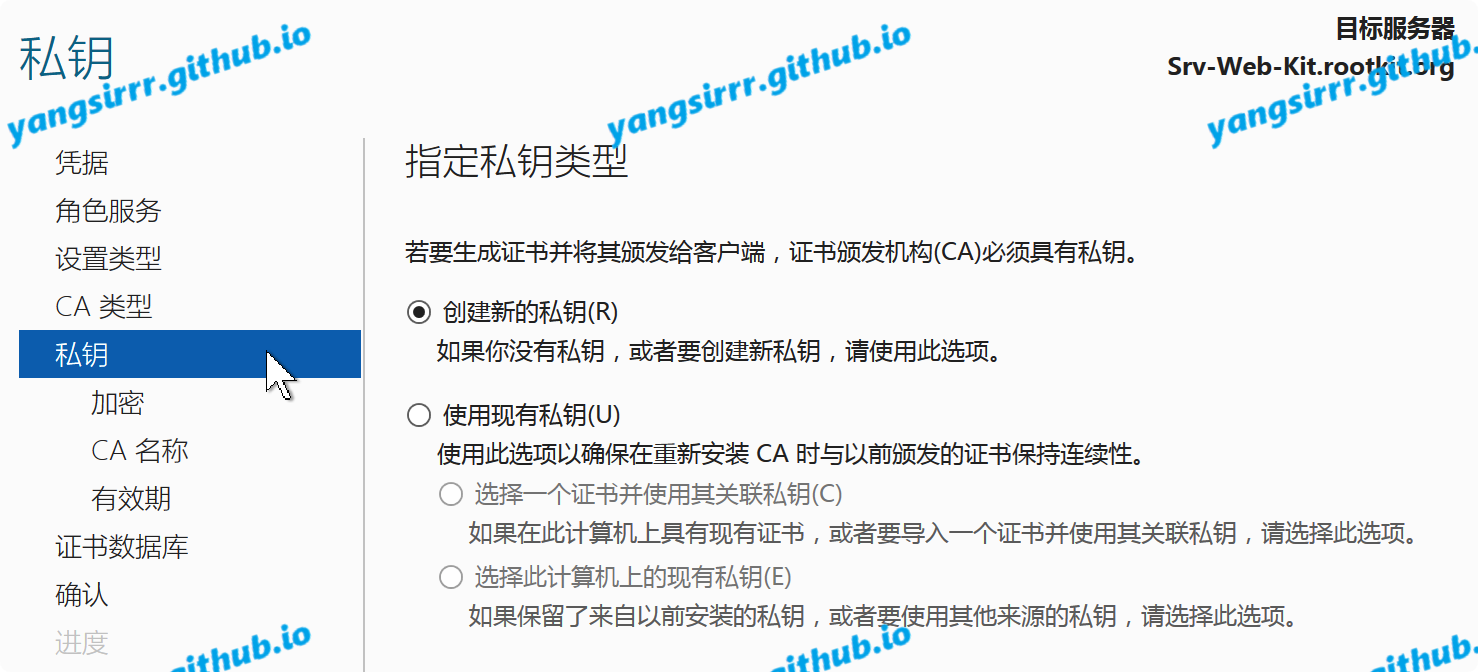 私钥
目标服务器
Srv-Web-Kit.rootkit.org
yangsirrr.github.io
yangsirrr.github.io
yangsirrr.github.io
凭据
角色服务
设置类型
CA 类型
私钥
加密
CA 名称
有效期
证书数据库
确认
进度
指定私钥类型
若要生成证书并将其颁发给客户端，证书颁发机构(CA)必须具有私钥。
创建新的私钥(R)
如果你没有私钥，或者要创建新私钥，请使用此选项。
使用现有私钥(U)
使用此选项以确保在重新安装 CA 时与以前颁发的证书保持连续性。
选择一个证书并使用其关联私钥(C)
如果在此计算机上具有现有证书，或者要导入一个证书并使用其关联私钥，请选择此选项。
选择此计算机上的现有私钥(E)
如果保留了来自以前安装的私钥，或者要使用其他来源的私钥，请选择此选项。
ithub.io
ithub.io
ithub.